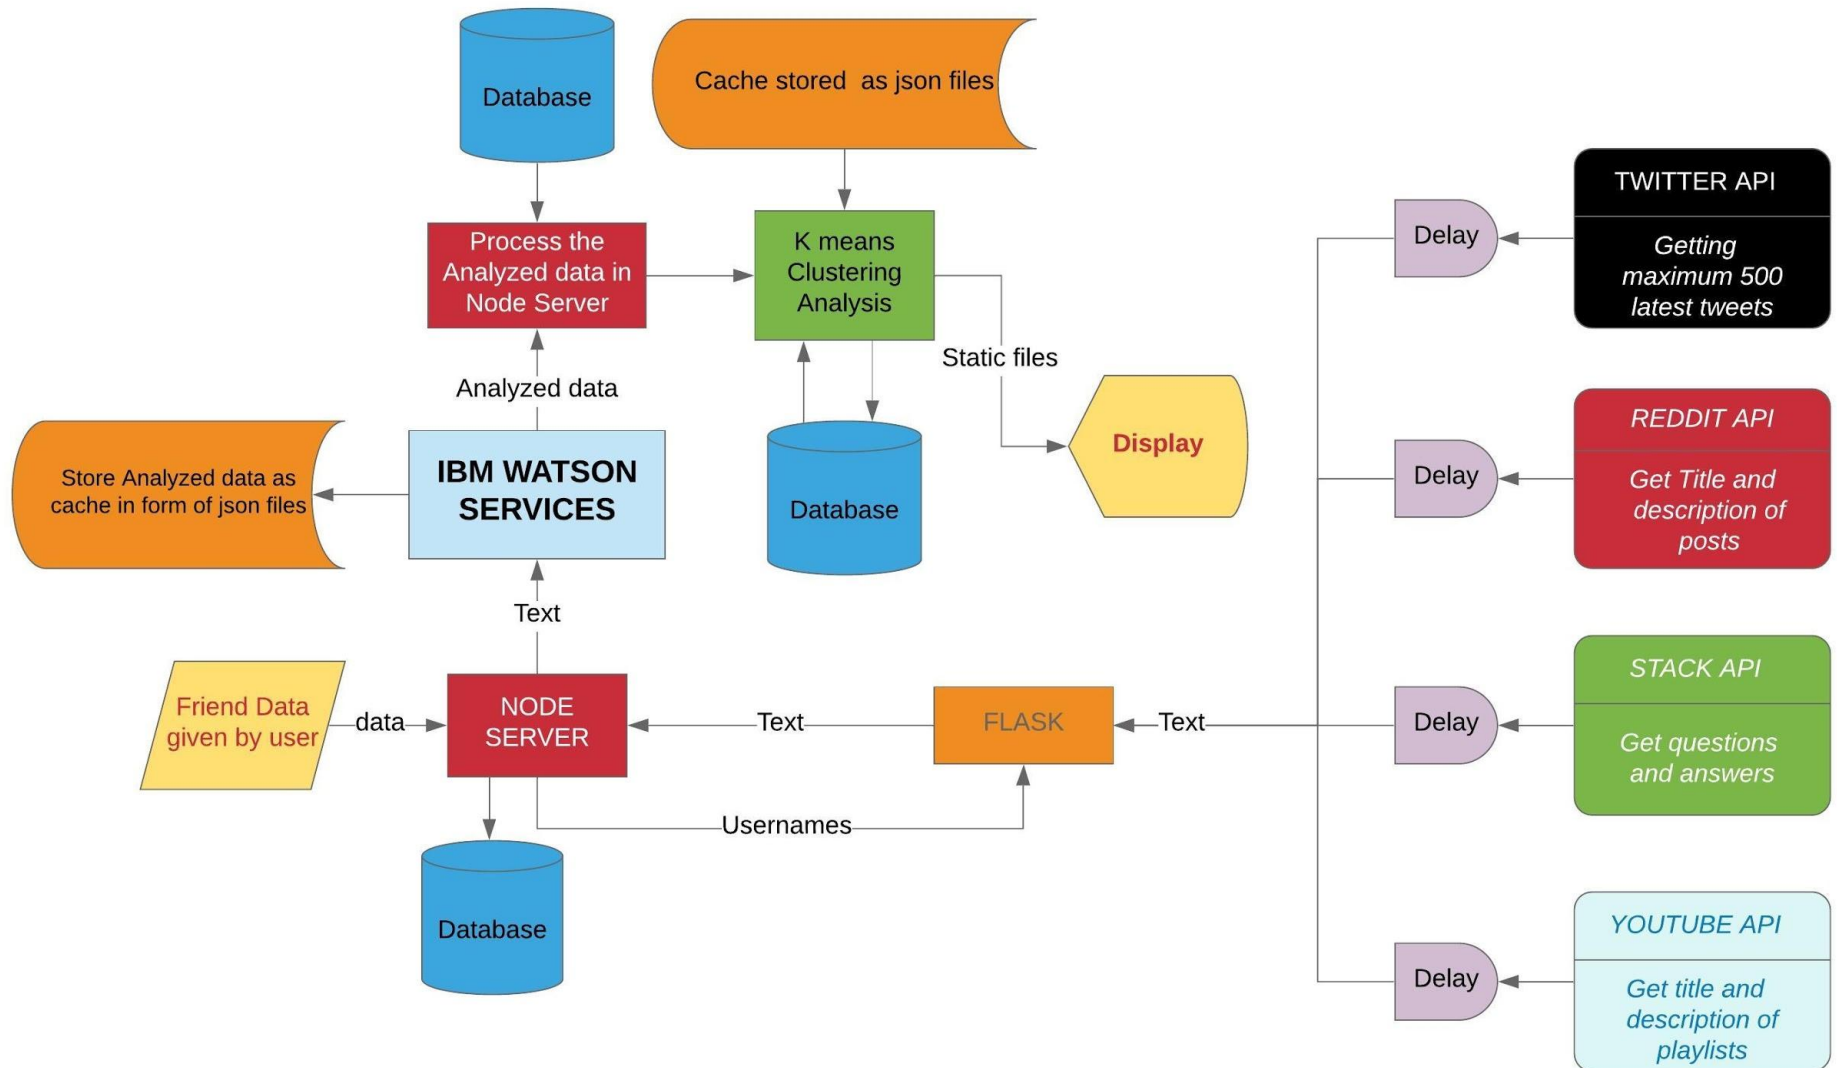 Database
Cache stored  as json files
TWITTER API
Getting
maximum 500
latest tweets
Delay
Process the
Analyzed data in
Node Server
K means
Clustering
Analysis
Static files
Analyzed data
Display
REDDIT API
Get Title and
description of
posts
Delay
Store Analyzed data as
cache in form of json files
IBM WATSON
SERVICES
Database
Text
STACK API
Get questions
and answers
Delay
Friend Data
given by user
data
NODE
SERVER
Text
FLASK
Text
Usernames
Database
YOUTUBE API
Get title and
description of
playlists
Delay